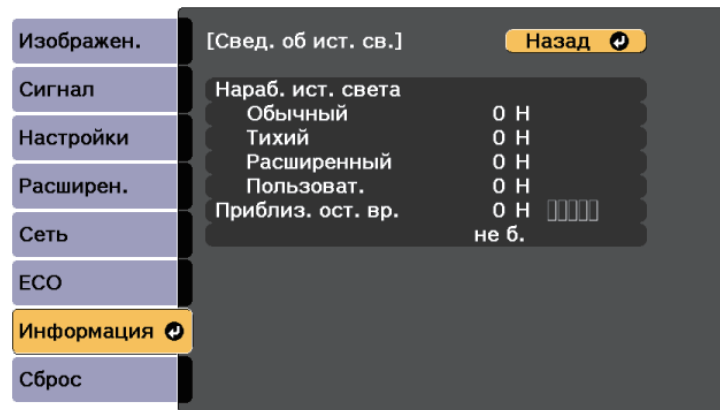 Изображен.
Сигнал
Настройки
Расширен.
Сеть
ECO
Информация
Сброс
[Свед. об ист. св.]
Назад
Нараб. ист. света
Обычный 0 H
Тихий 0 H
Расширенный 0 H
Пользоват. 0 H
Приблиз. ост. вр. 0 H
не б.